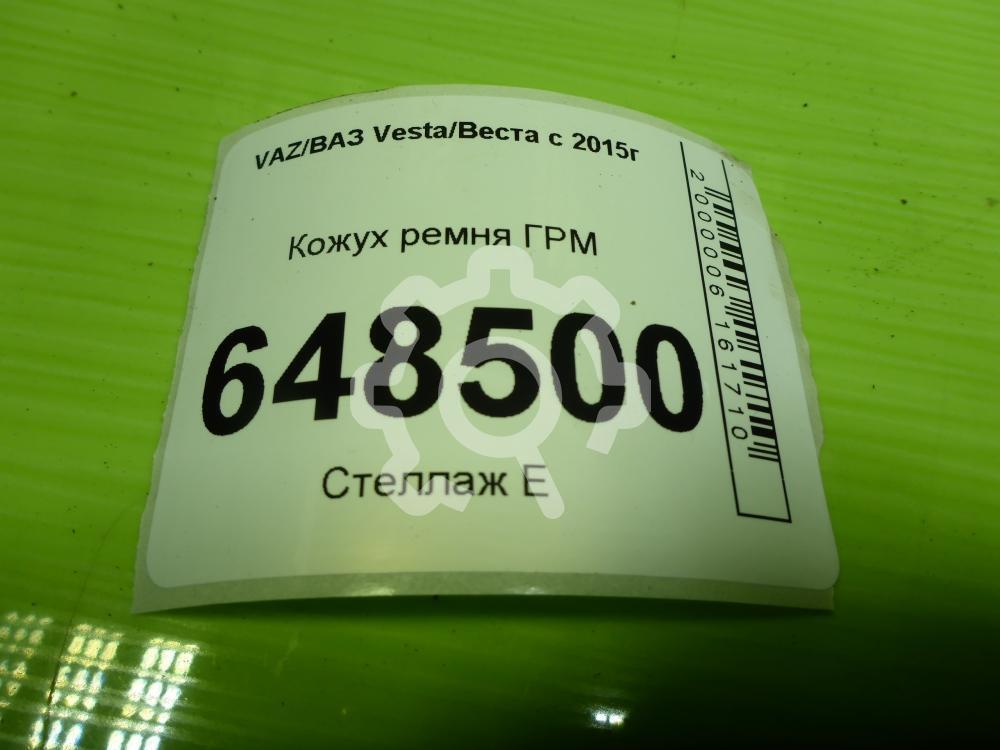 VAZ/ВАЗ Vesta/Веста с 2015г
Кожух ремня ГРМ
648500
Стеллаж Е
2000006161710